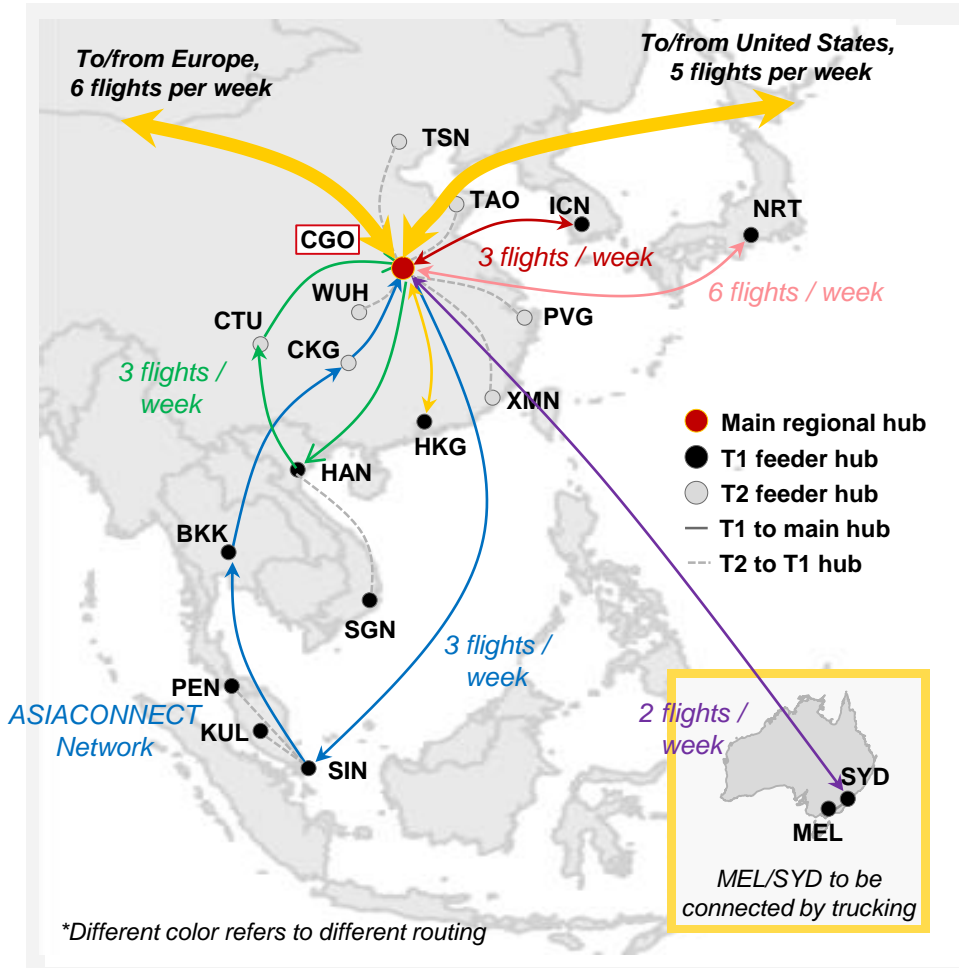 To/from Europe,
6 flights per week
To/from United States,
5 flights per week
TSN
TAO
ICN
NRT
CGO
3 flights / week
6 flights / week
WUH
PVG
CTU
CKG
3 flights /
week
XMN
HKG
Main regional hub
T1 feeder hub
T2 feeder hub
T1 to main hub
T2 to T1 hub
HAN
BKK
SGN
3 flights /
week
PEN
ASIACONNECT
Network
KUL
SIN
2 flights /
week
SYD
MEL
MEL/SYD to be
connected by trucking
*Different color refers to different routing